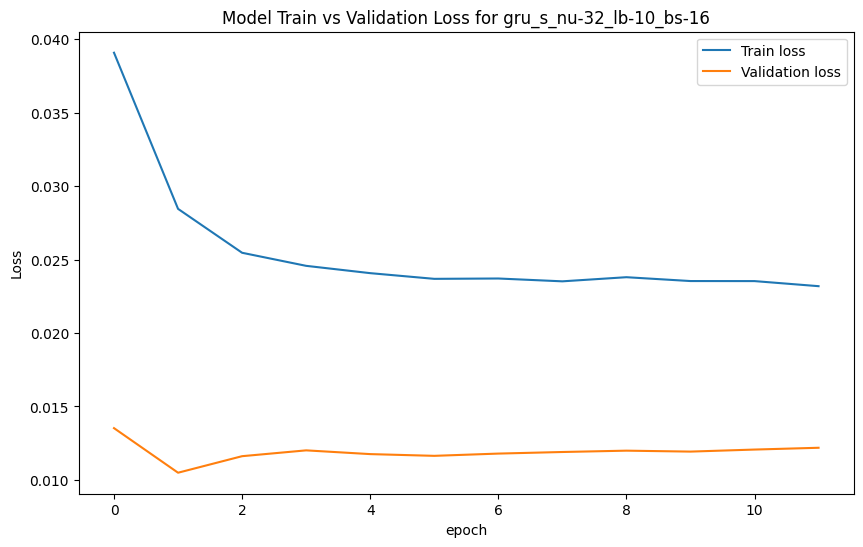 Model Train vs Validation Loss for gru_s_nu-32_lb-10_bs-16
Train loss
Validation loss
0.040
0.035
0.030
0.025
0.020
0.015
0.010
Loss
0 2 4 6 8 10
epoch